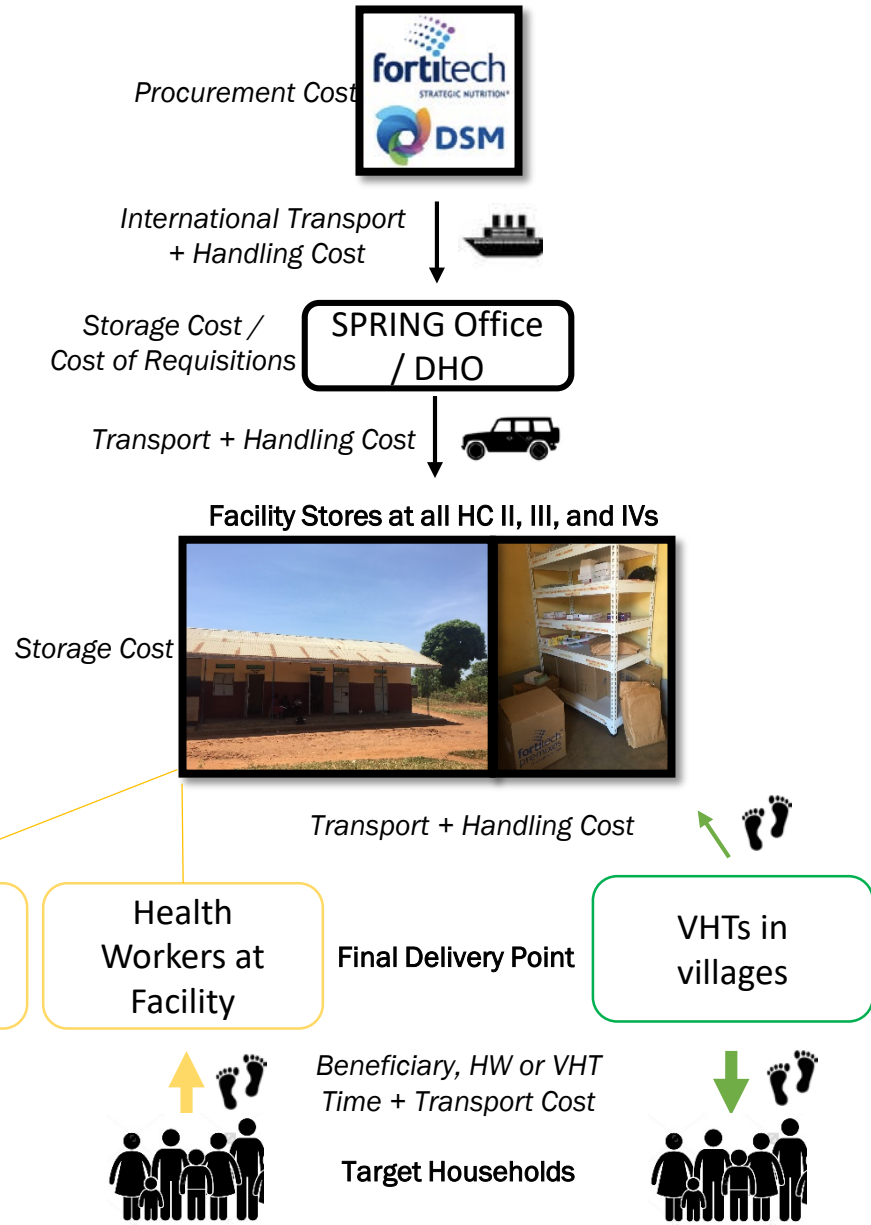 fortitech
STRATEGIC NUTRITION®
DSM
Procurement Cost
International Transport
+ Handling Cost
Storage Cost /
Cost of Requisitions
SPRING Office
/ DHO
Transport + Handling Cost
Facility Stores at all HC II, III, and IVs
Storage Cost
fortitech
premixes
Transport + Handling Cost
Health
Workers at
Facility
Final Delivery Point
VHTs in
villages
Beneficiary, HW or VHT
Time + Transport Cost
Target Households